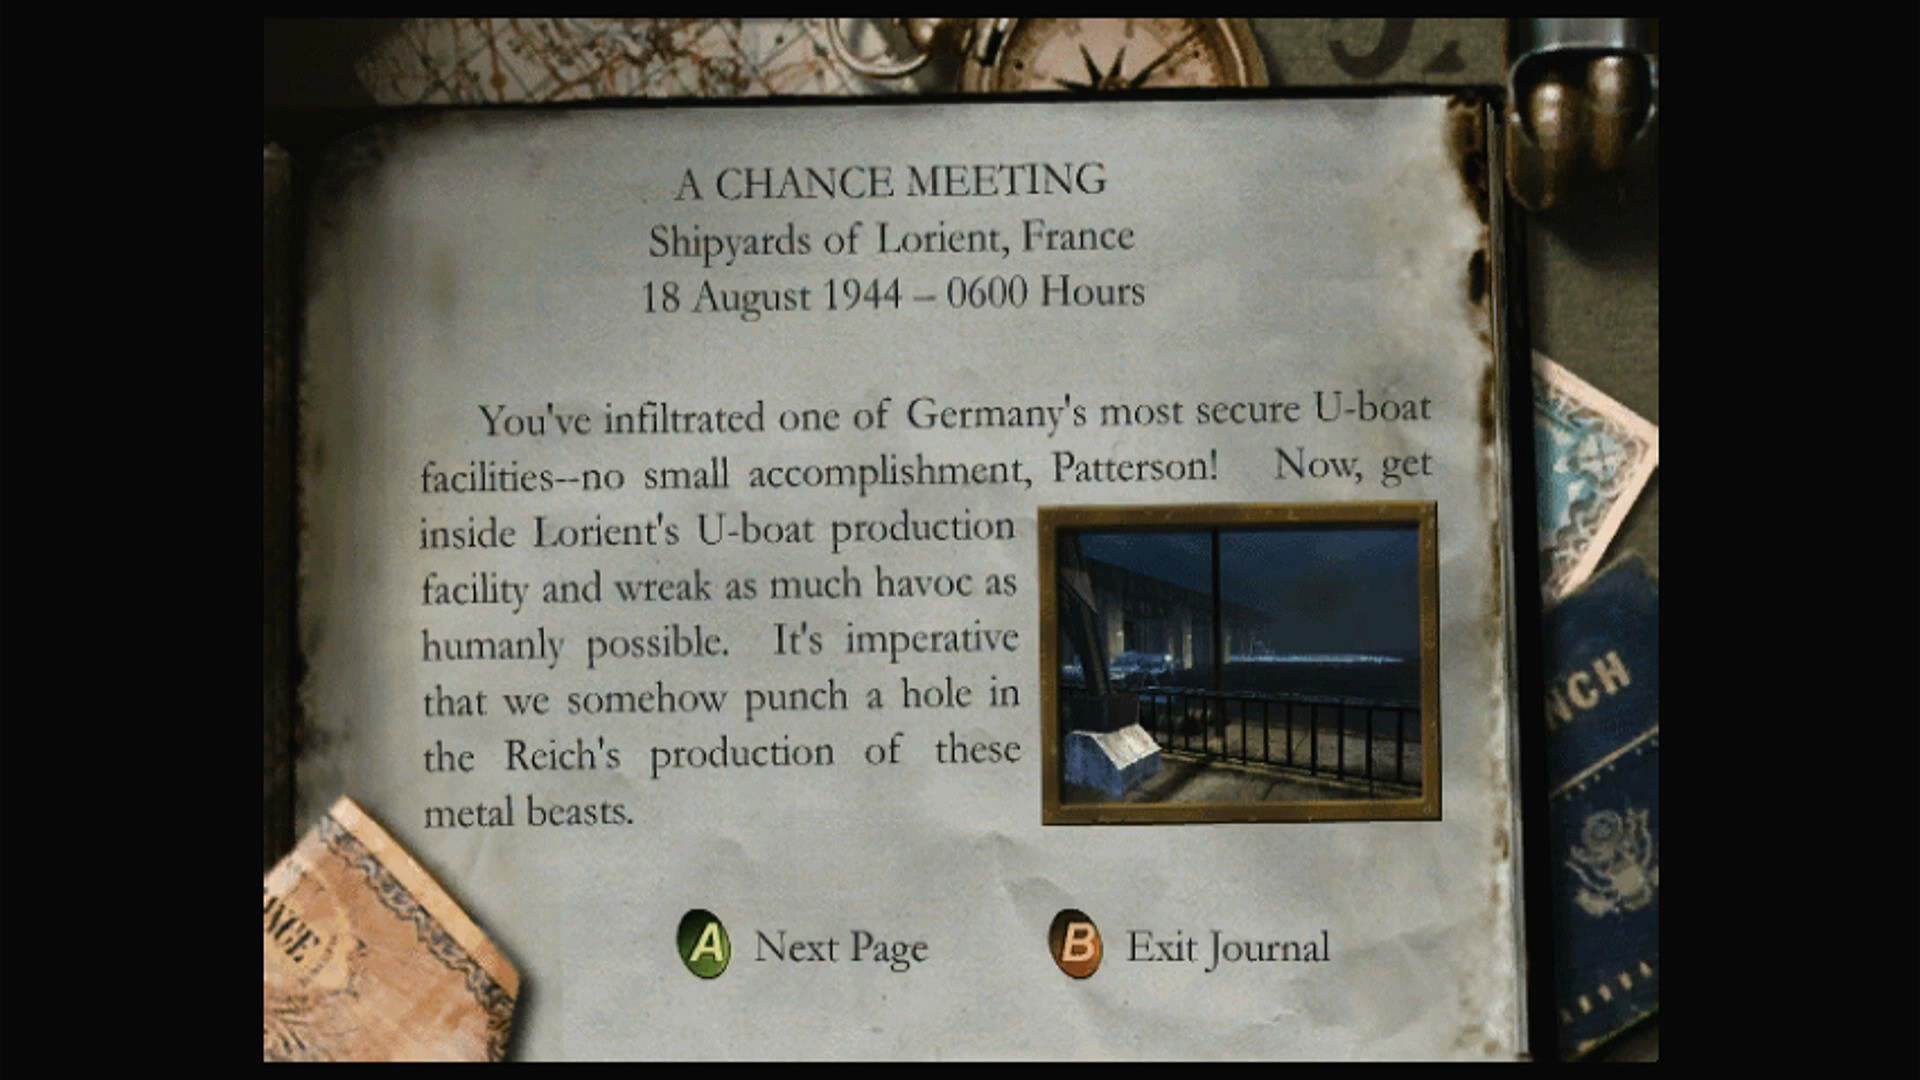 A CHANCE MEETING
Shipyards of Lorient, France
18 August 1944 – 0600 Hours
You've infiltrated one of Germany's most secure U-boat
facilities--no small accomplishment, Patterson! Now, get
inside Lorient's U-boat production
facility and wreak as much havoc as
humanly possible. It's imperative
that we somehow punch a hole in
the Reich's production of these
metal beasts.
A Next Page
B Exit Journal